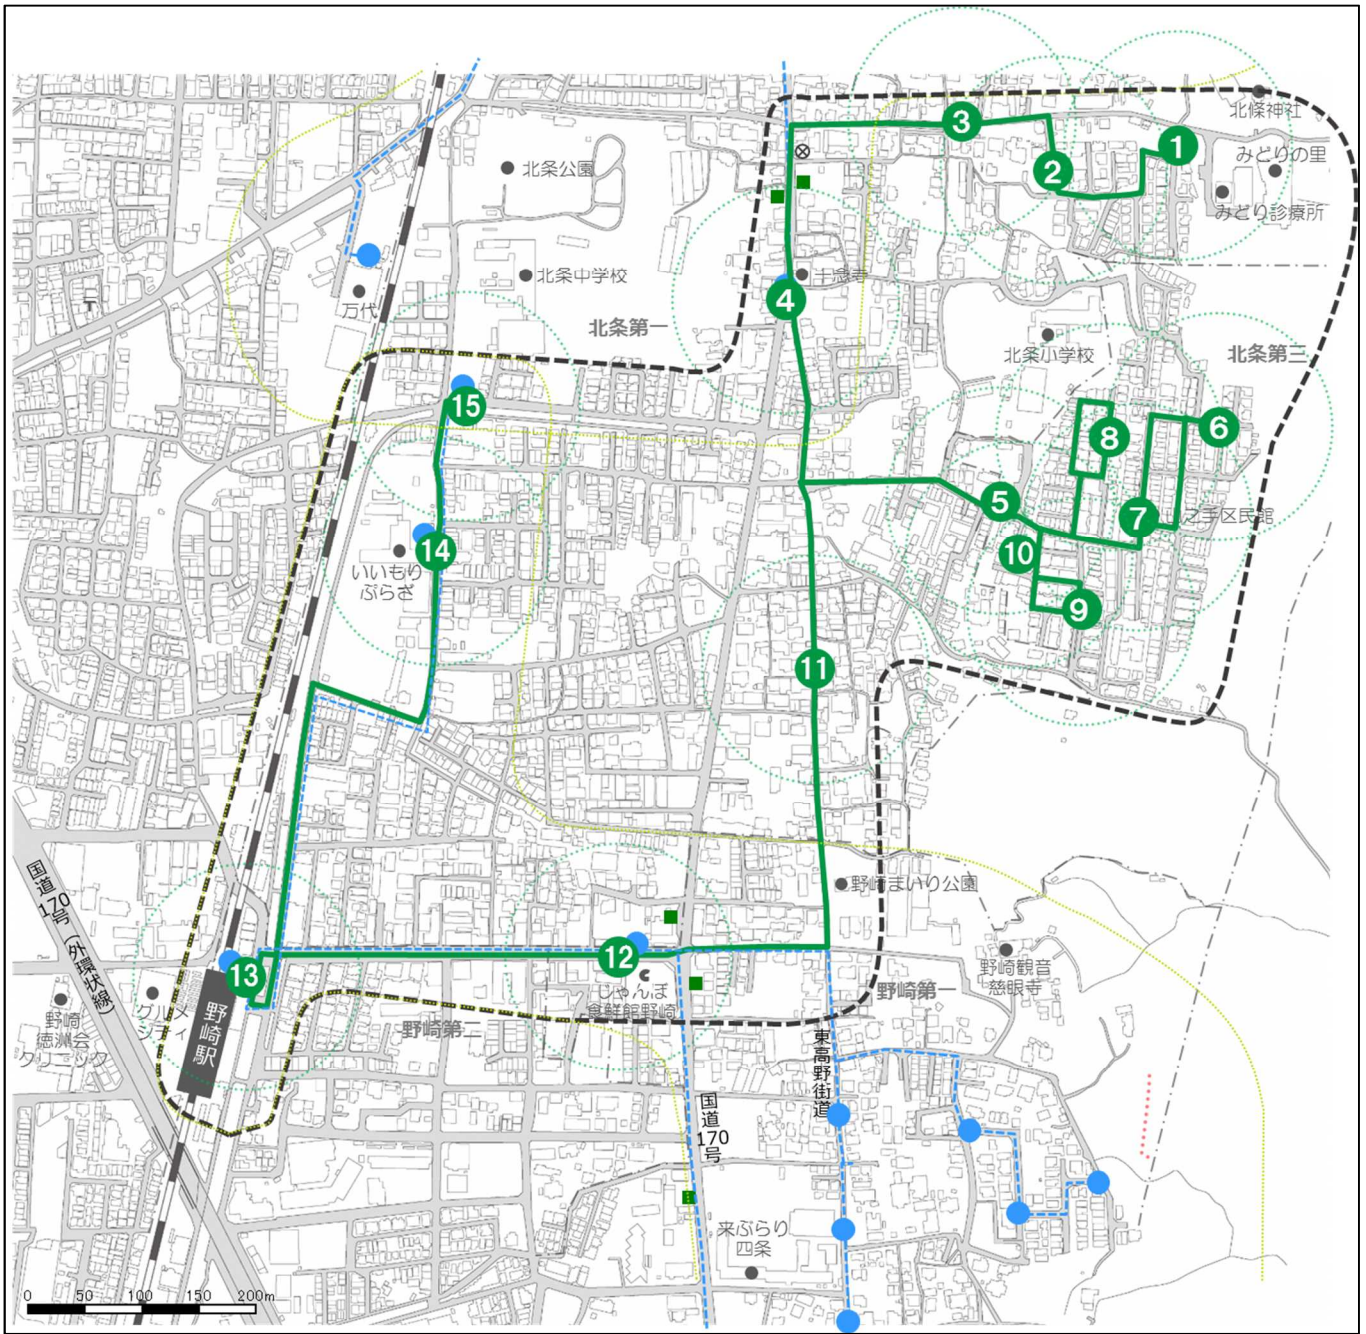 北條神社
3
1
みどりの里
2
北条公園
みどり診療所
北条中学校
十念寺
万代
4
北条第一
北条小学校
北条第三
15
8
6
5
7
之手区民館
14
10
いいもり
ぷらざ
9
11
国道170号(外環状線)
野崎まいり公園
12
13
野崎観音
慈眼寺
じゃんぼ
食鮮館野崎
野崎第一
グルメ
シティ
野崎
徳洲会
クリニック
野崎駅
野崎第二
東高野街道
国道170号
来ぶらり
四条
0 50 100 150 200m